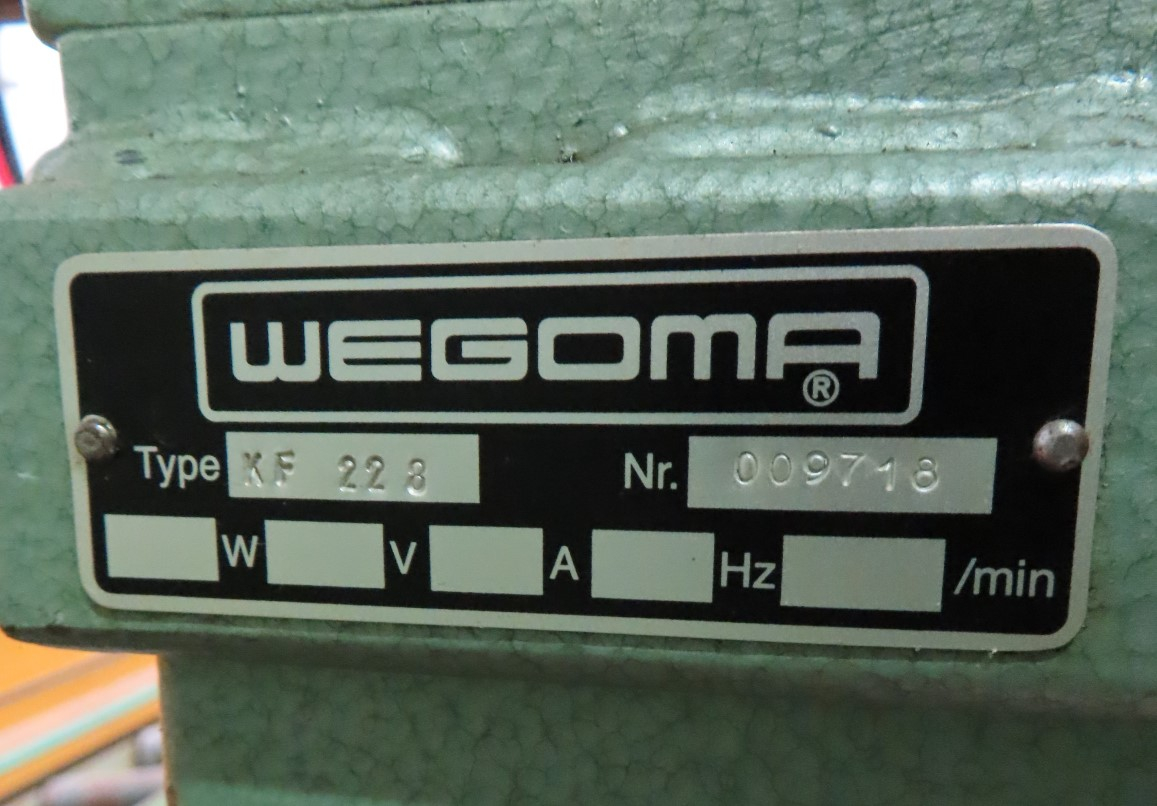 WEGOMA®
Type KF 228 Nr. 009718
W V A Hz /min